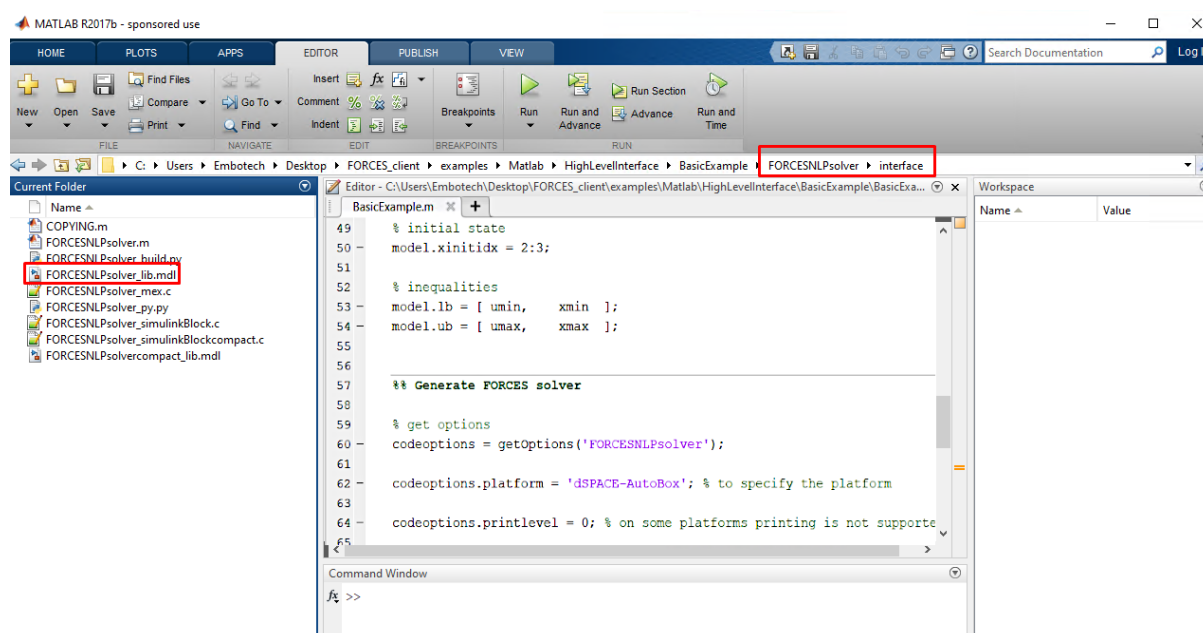 MATLAB R2017b - sponsored use
HOME PLOTS APPS EDITOR PUBLISH VIEW Search Documentation Log
New Open Save Find Files Compare Print Go To Find Insert Comment Indent Breakpoints Run Run and Advance Run Section Advance Run and Time
FILE NAVIGATE EDIT BREAKPOINTS RUN
C: Users Embotech Desktop FORCES_client examples Matlab HighLevelInterface BasicExample FORCESNLPsolver interface
Current Folder
Name
COPYING.m
FORCESNLPsolver.m
FORCESNLPsolver_build.py
FORCESNLPsolver_lib.mdl
FORCESNLPsolver_mex.c
FORCESNLPsolver_py.py
FORCESNLPsolver_simulinkBlock.c
FORCESNLPsolver_simulinkBlockcompact.c
FORCESNLPsolvercompact_lib.mdl
Editor - C:\Users\Embotech\Desktop\FORCES_client\examples\Matlab\HighLevelInterface\BasicExample\BasicExa...
BasicExample.m
49 % initial state
50 - model.xinitidx = 2:3;
51
52 % inequalities
53 - model.lb = [ umin, xmin ];
54 - model.ub = [ umax, xmax ];
55
56
57 %% Generate FORCES solver
58
59 % get options
60 - codeoptions = getOptions('FORCESNLPsolver');
61
62 - codeoptions.platform = 'dSPACE-AutoBox'; % to specify the platform
63
64 - codeoptions.printlevel = 0; % on some platforms printing is not supporte
65
Command Window
fx >>
Workspace
Name Value